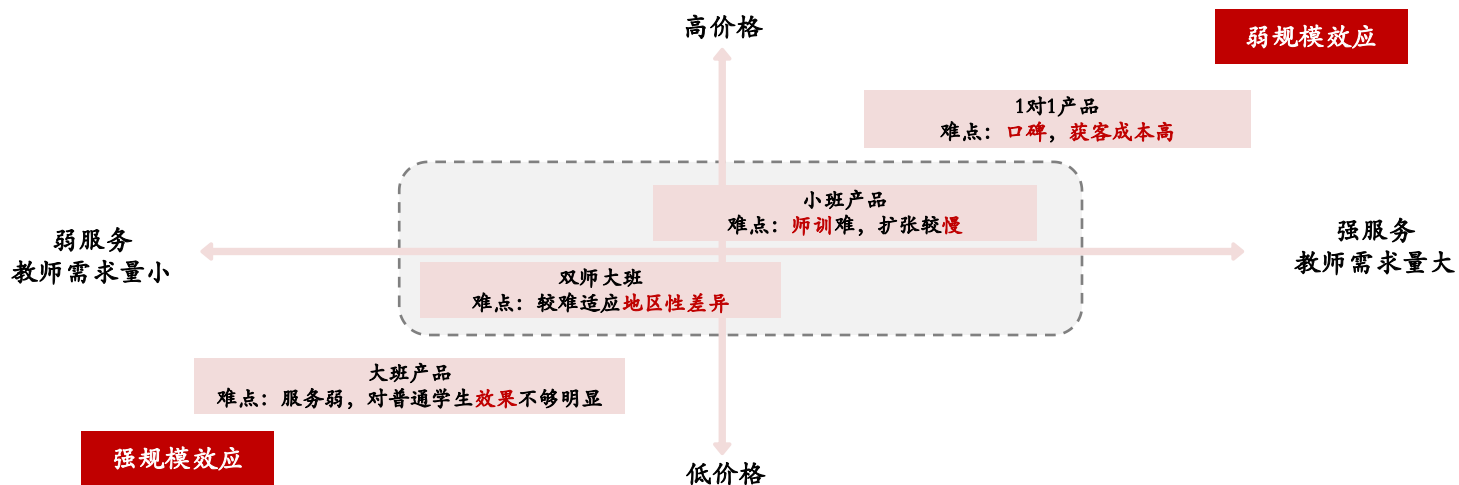 高价格
弱规模效应
1对1产品
难点：口碑，获客成本高
小班产品
难点：师训难，扩张较慢
弱服务
教师需求量小
强服务
教师需求量大
双师大班
难点：较难适应地区性差异
大班产品
难点：服务弱，对普通学生效果不够明显
强规模效应
低价格